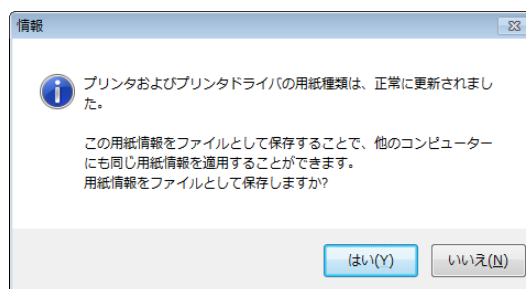 情報
プリンタおよびプリンタドライバの用紙種類は、正常に更新されまし
た。
この用紙情報をファイルとして保存することで、他のコンピューター
にも同じ用紙情報を適用することができます。
用紙情報をファイルとして保存しますか?
はい(Y) いいえ(N)